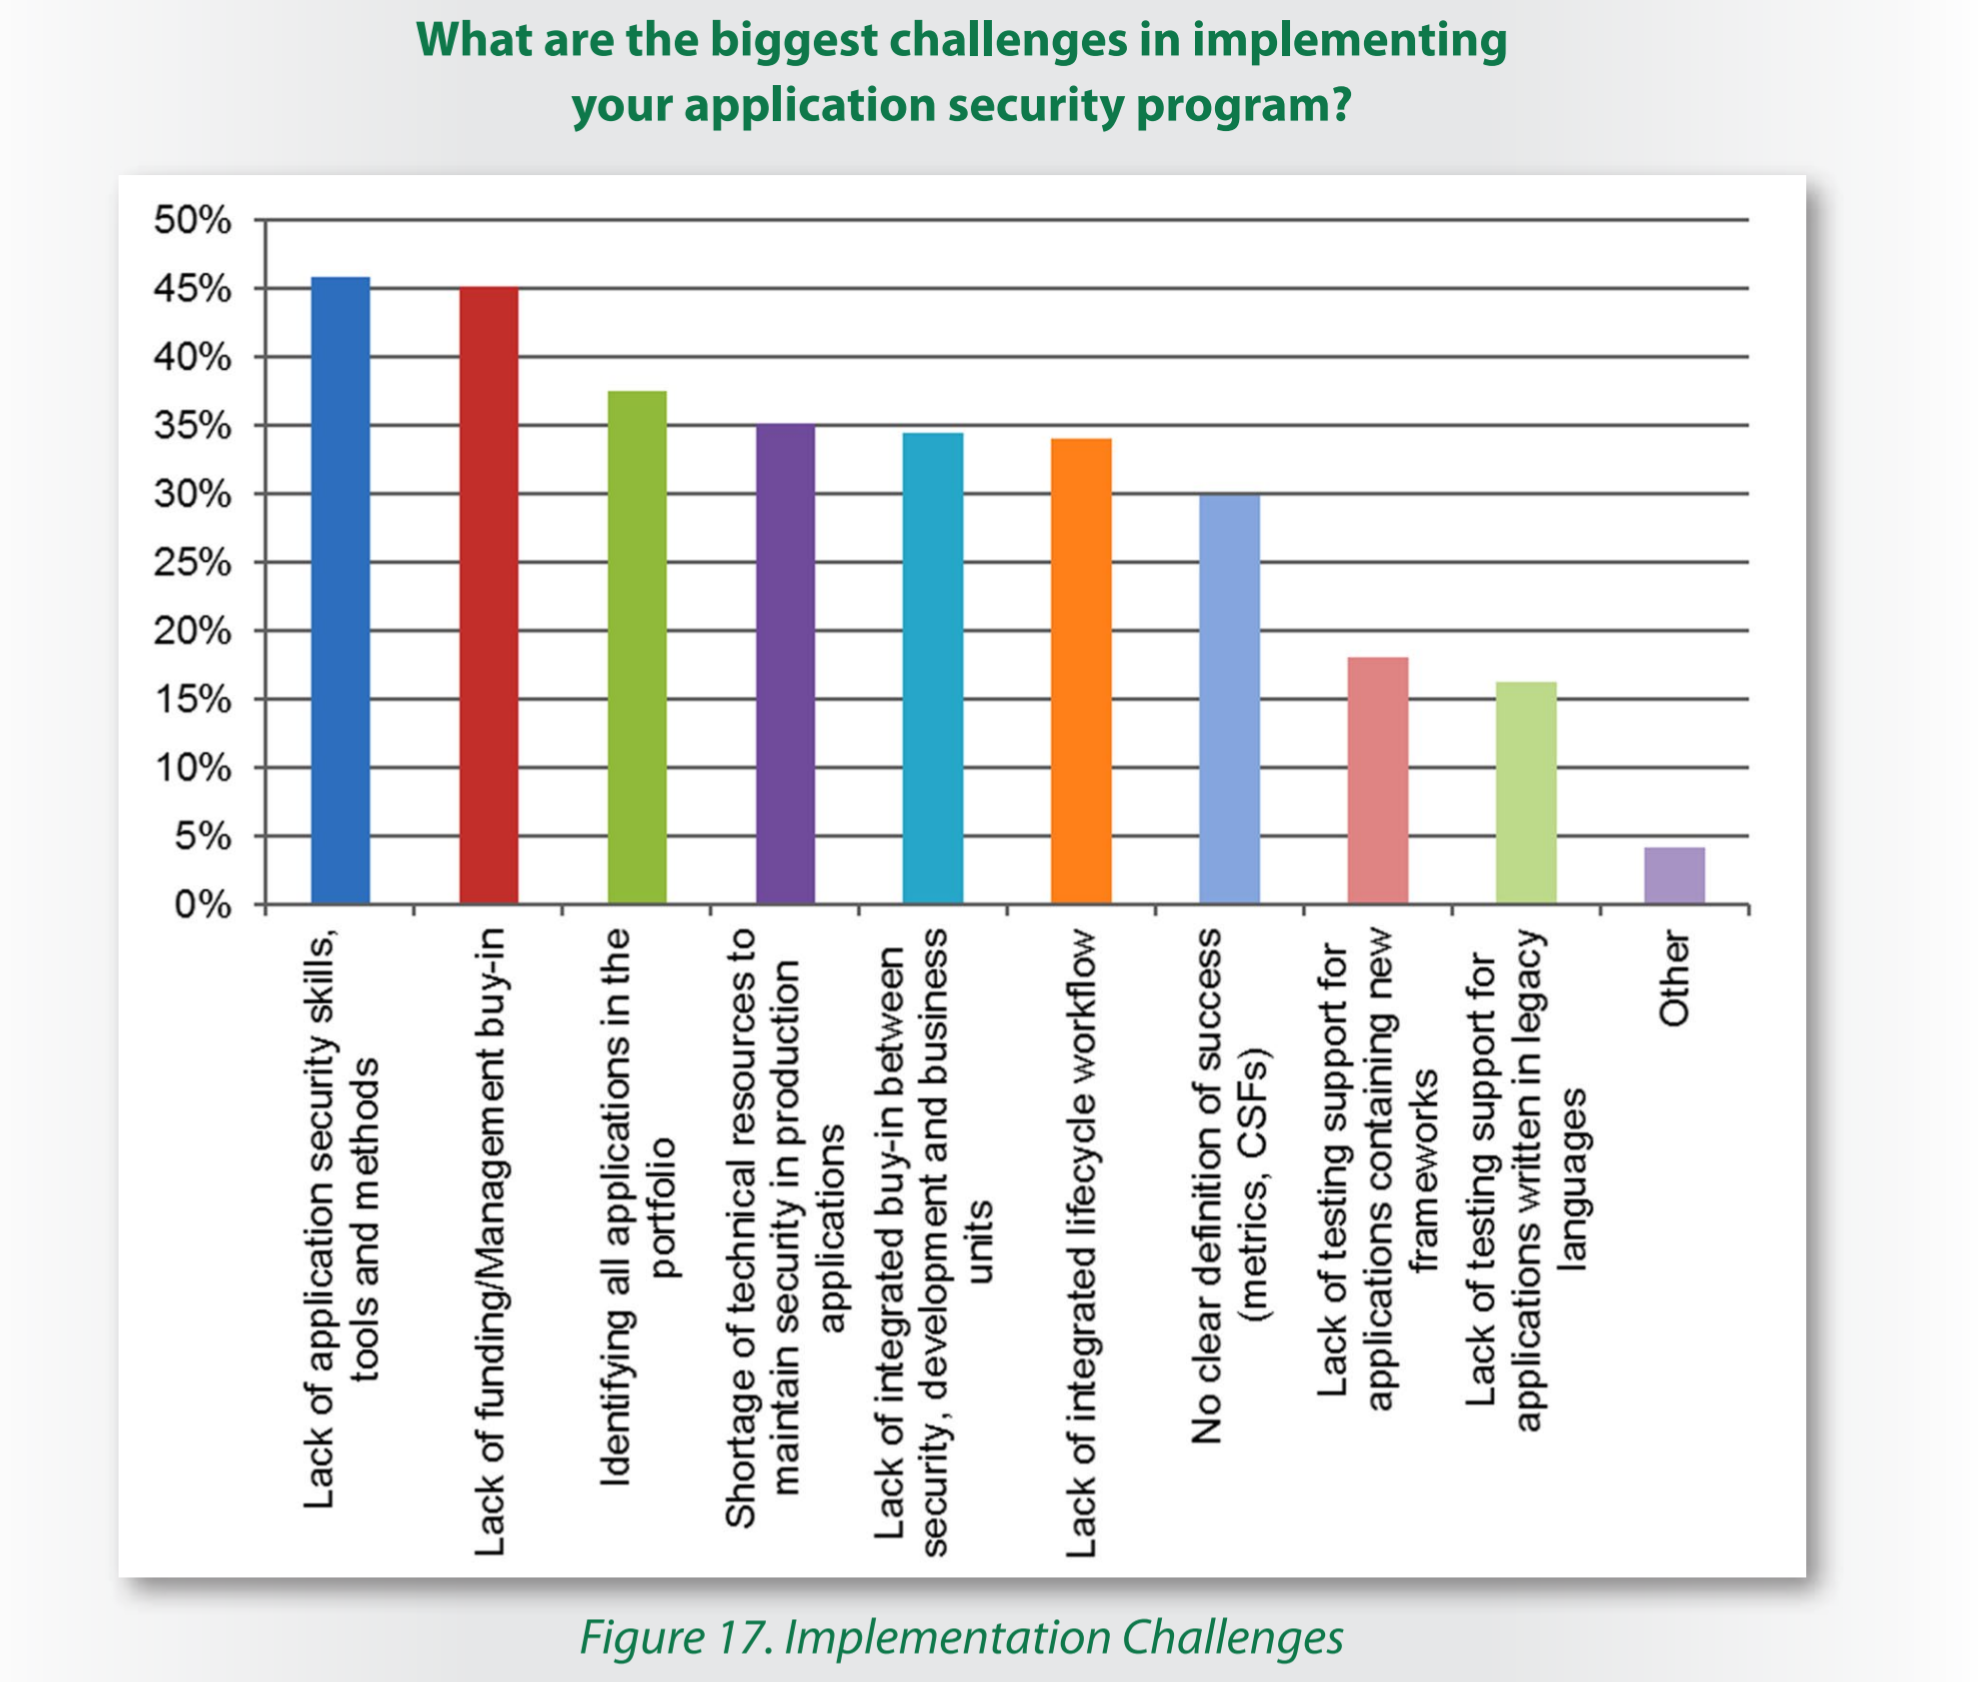 What are the biggest challenges in implementing
your application security program?
50%
45%
40%
35%
30%
25%
20%
15%
10%
5%
0%
Lack of application security skills,
tools and methods
Lack of funding/Management buy-in
Identifying all applications in the
portfolio
Shortage of technical resources to
maintain security in production
applications
Lack of integrated buy-in between
security, development and business
units
Lack of integrated lifecycle workflow
No clear definition of success
(metrics, CSFs)
Lack of testing support for
applications containing new
frameworks
Lack of testing support for
applications written in legacy
languages
Other
Figure 17. Implementation Challenges